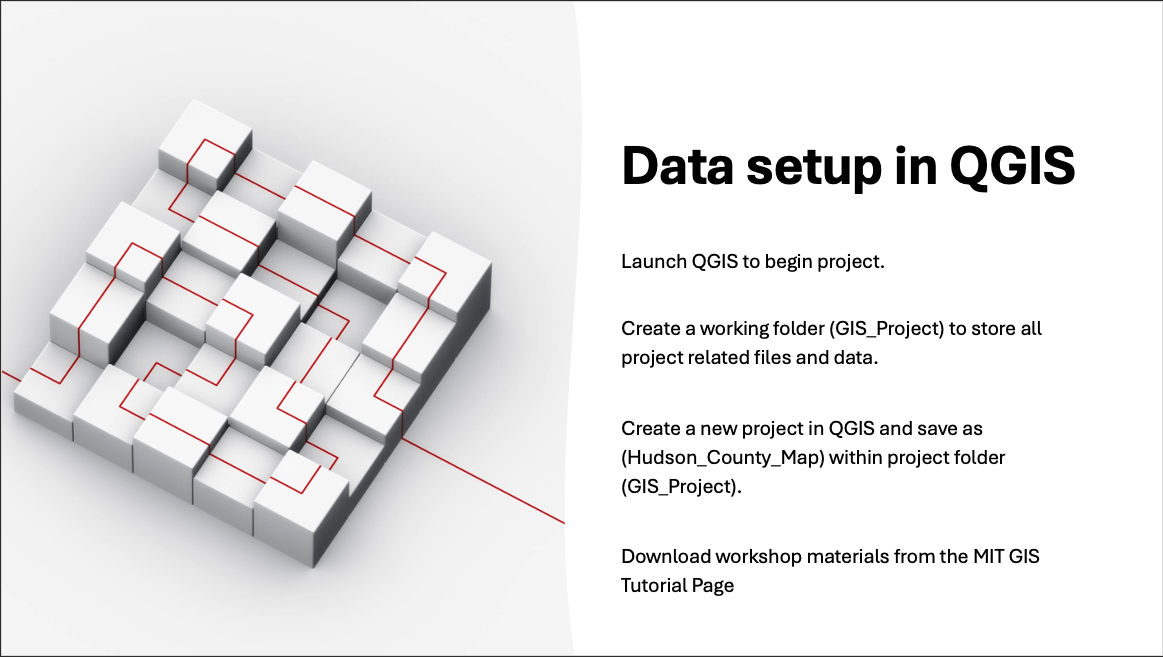 Data setup in QGIS
Launch QGIS to begin project.
Create a working folder (GIS_Project) to store all
project related files and data.
Create a new project in QGIS and save as
(Hudson_County_Map) within project folder
(GIS_Project).
Download workshop materials from the MIT GIS
Tutorial Page